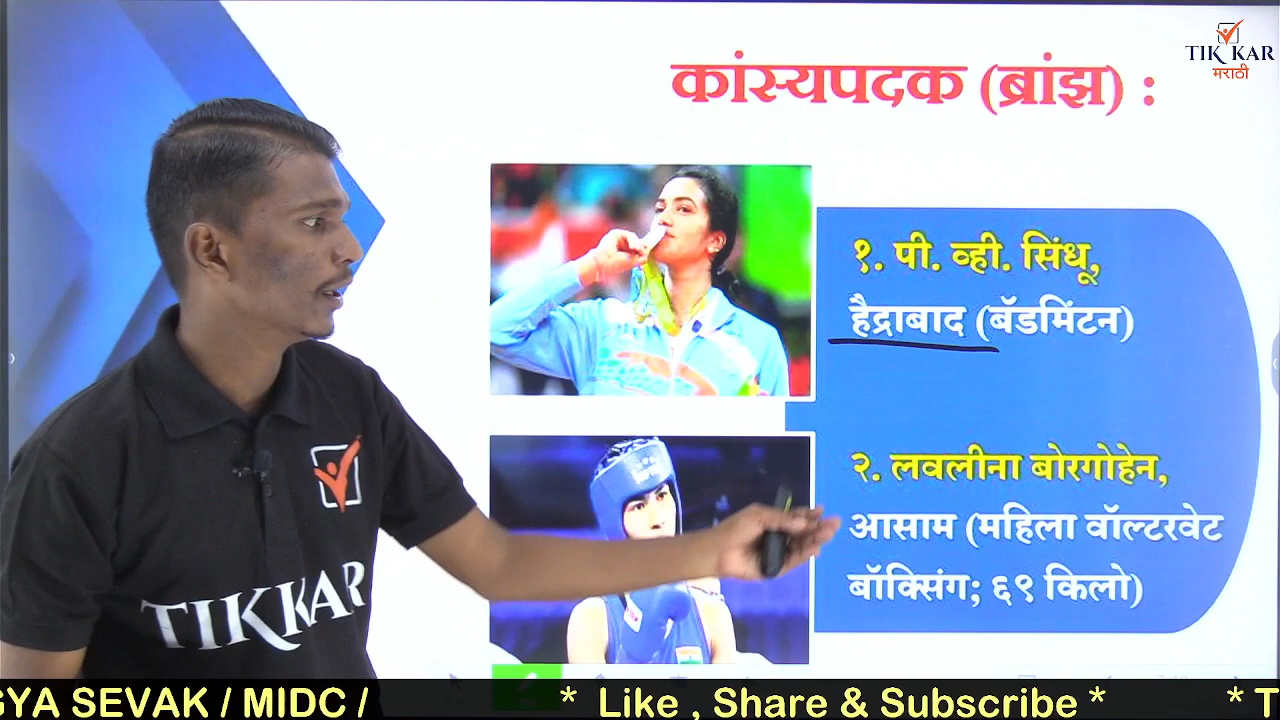 TIK KAR
मराठी
कांस्यपदक (ब्रांझ) :
१. पी. व्ही. सिंधू,
हैद्राबाद (बॅडमिंटन)
२. लवलीना बोरगोहेन,
आसाम (महिला वॉल्टरवेट
बॉक्सिंग; ६९ किलो)
TIKKAR
GYA SEVAK / MIDC / * Like , Share & Subscribe * * T